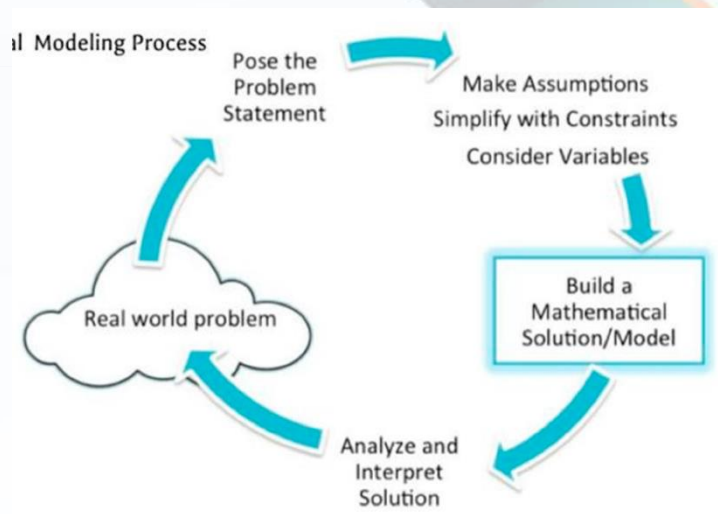 al Modeling Process
Pose the
Problem
Statement
Make Assumptions
Simplify with Constraints
Consider Variables
Build a
Mathematical
Solution/Model
Real world problem
Analyze and
Interpret
Solution